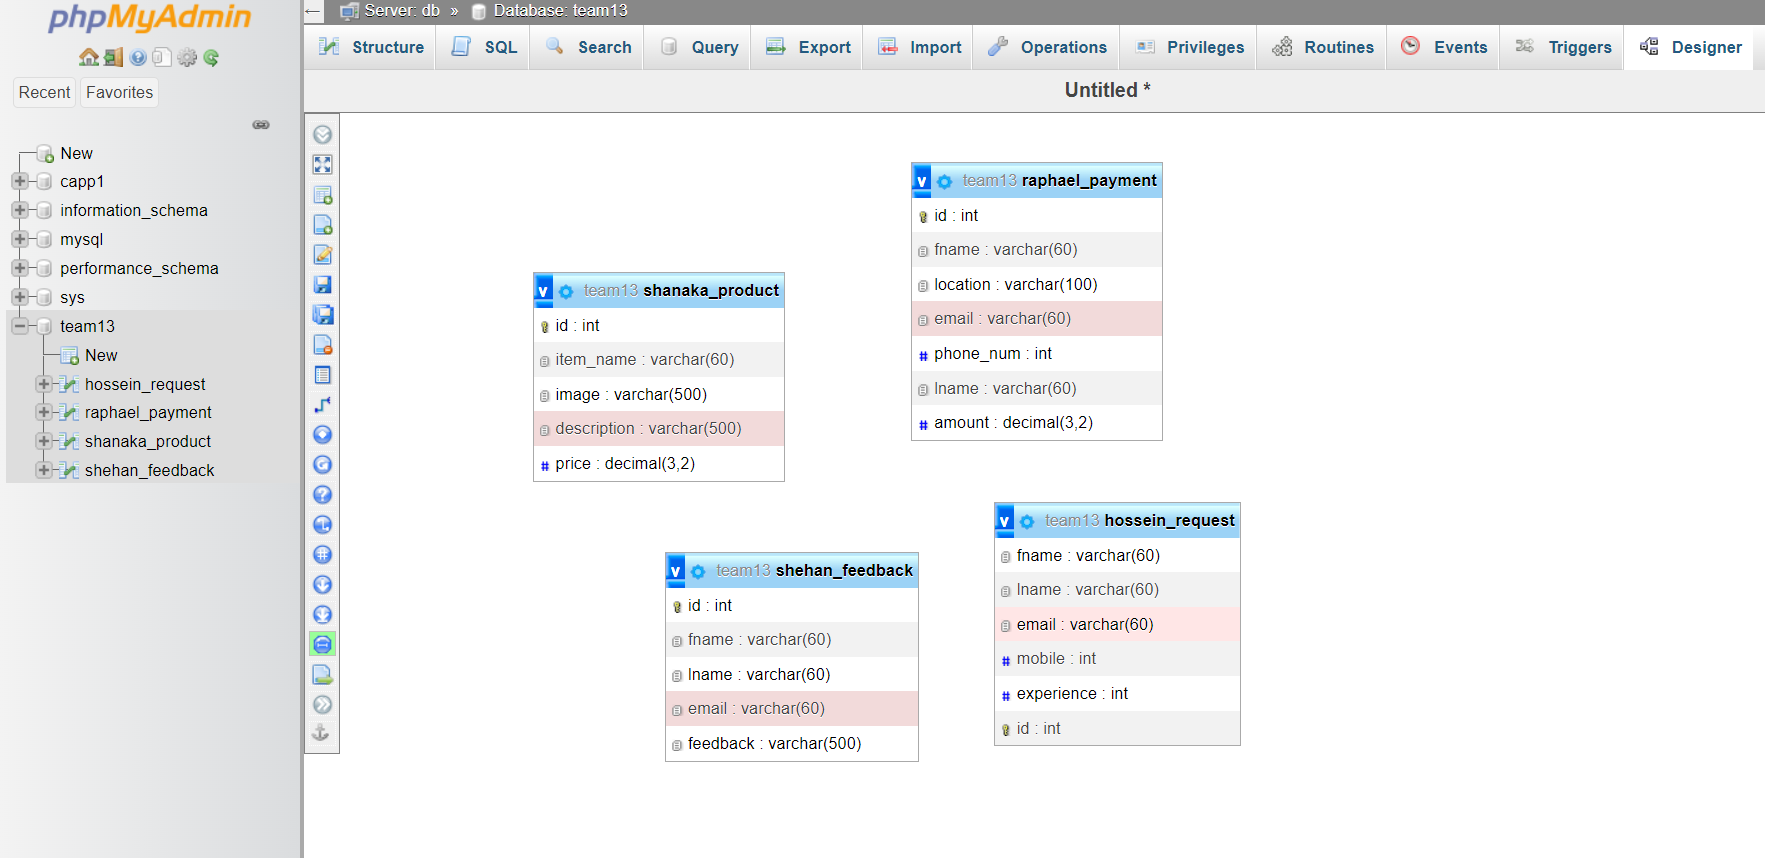 phpMyAdmin
Recent Favorites
New
capp1
information_schema
mysql
performance_schema
sys
team13
New
hossein_request
raphael_payment
shanaka_product
shehan_feedback
← Server: db » Database: team13
Structure SQL Search Query Export Import Operations Privileges Routines Events Triggers Designer
Untitled *
v team13 shanaka_product
id : int
item_name : varchar(60)
image : varchar(500)
description : varchar(500)
# price : decimal(3,2)
v team13 raphael_payment
id : int
fname : varchar(60)
location : varchar(100)
email : varchar(60)
# phone_num : int
lname : varchar(60)
# amount : decimal(3,2)
v team13 shehan_feedback
id : int
fname : varchar(60)
lname : varchar(60)
email : varchar(60)
feedback : varchar(500)
v team13 hossein_request
fname : varchar(60)
lname : varchar(60)
email : varchar(60)
# mobile : int
# experience : int
id : int